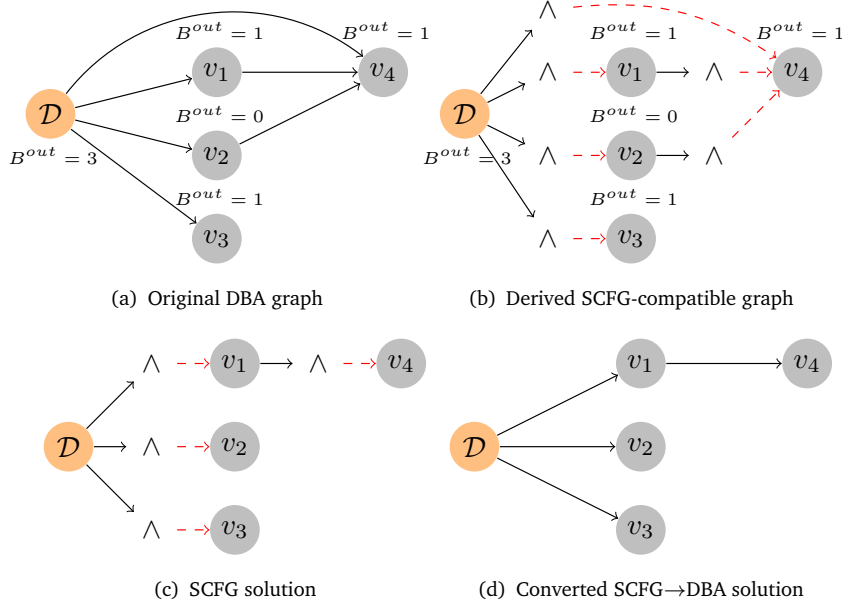 ∧
B^out = 1 B^out = 1 B^out = 1 B^out = 1
v₁ v₄ ∧ v₁ ∧ v₄
𝒟 B^out = 0 𝒟 B^out = 0
B^out = 3 v₂ B^out = 3 ∧ v₂ ∧
B^out = 1 B^out = 1
v₃ ∧ v₃
(a) Original DBA graph (b) Derived SCFG-compatible graph
∧ v₁ ∧ v₄ v₁ v₄
𝒟 ∧ v₂ 𝒟 v₂
∧ v₃ v₃
(c) SCFG solution (d) Converted SCFG→DBA solution